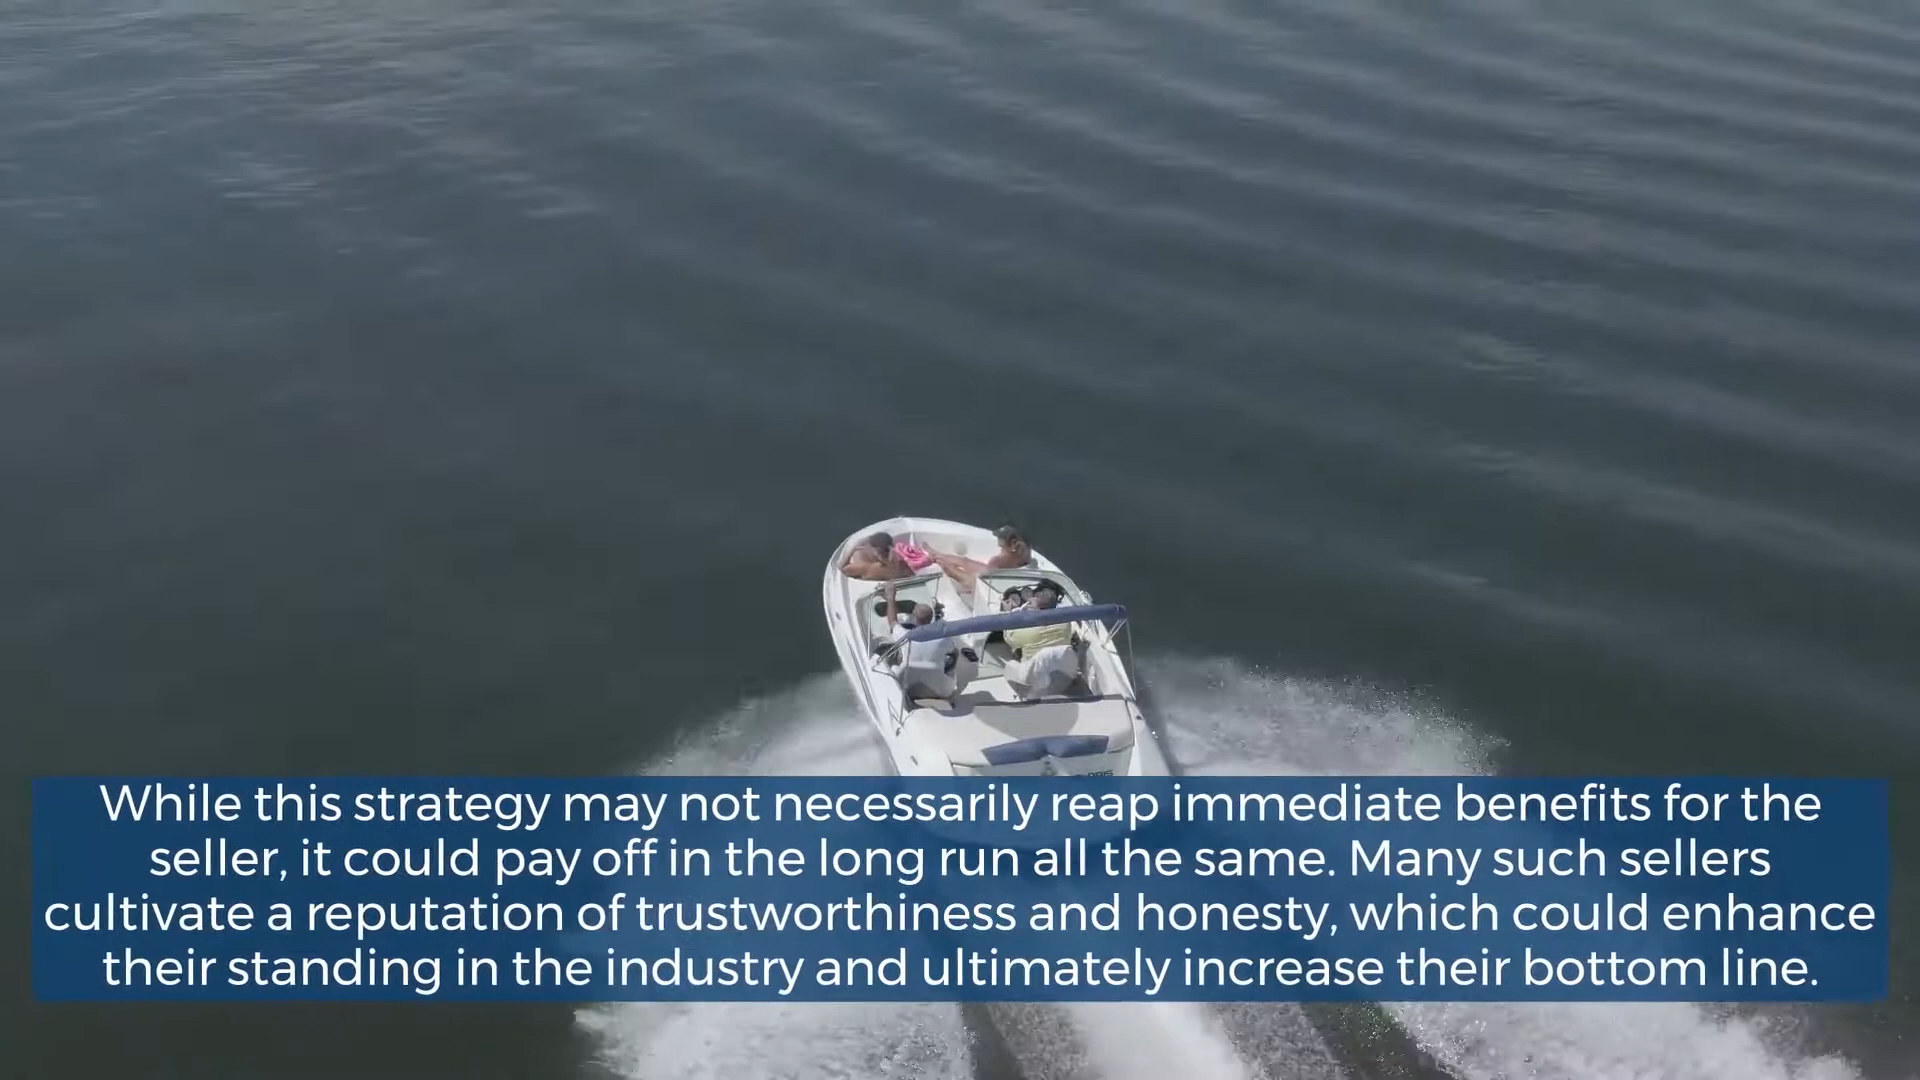 While this strategy may not necessarily reap immediate benefits for the
seller, it could pay off in the long run all the same. Many such sellers
cultivate a reputation of trustworthiness and honesty, which could enhance
their standing in the industry and ultimately increase their bottom line.